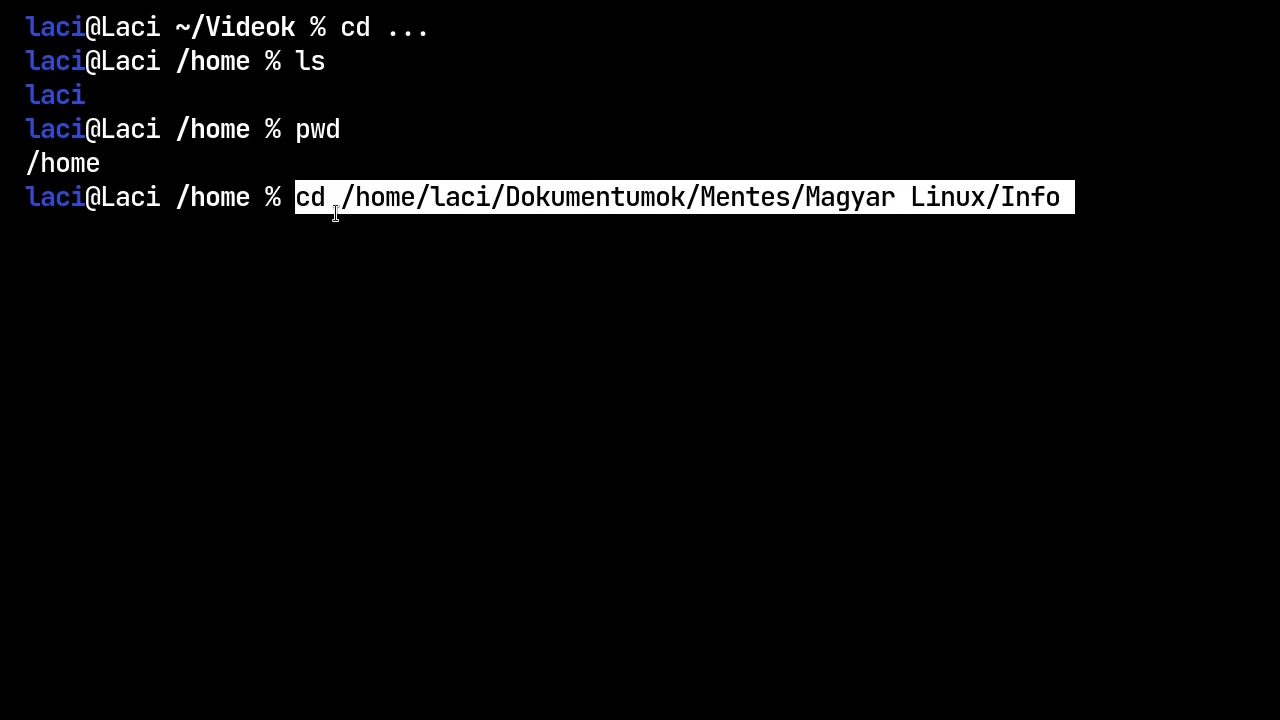 laci@Laci ~/Videok % cd ...
laci@Laci /home % ls
laci
laci@Laci /home % pwd
/home
laci@Laci /home % cd /home/laci/Dokumentumok/Mentes/Magyar Linux/Info